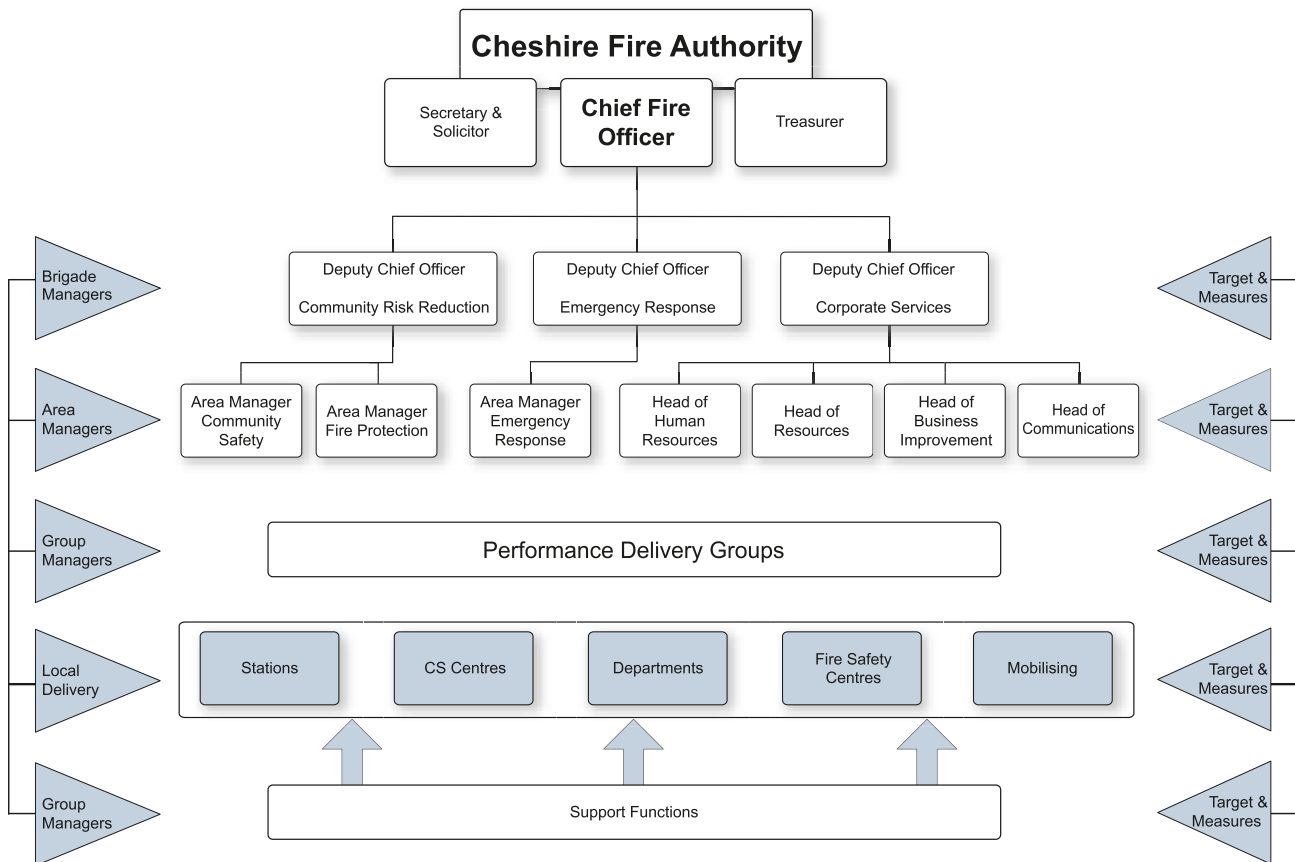 Cheshire Fire Authority
Secretary &
Solicitor
Chief Fire
Officer
Treasurer
Brigade
Managers
Deputy Chief Officer
Community Risk Reduction
Deputy Chief Officer
Emergency Response
Deputy Chief Officer
Corporate Services
Target &
Measures
Area
Managers
Area Manager
Community
Safety
Area Manager
Fire Protection
Area Manager
Emergency
Response
Head of
Human
Resources
Head of
Resources
Head of
Business
Improvement
Head of
Communications
Target &
Measures
Group
Managers
Performance Delivery Groups
Target &
Measures
Local
Delivery
Stations
CS Centres
Departments
Fire Safety
Centres
Mobilising
Target &
Measures
Group
Managers
Support Functions
Target &
Measures